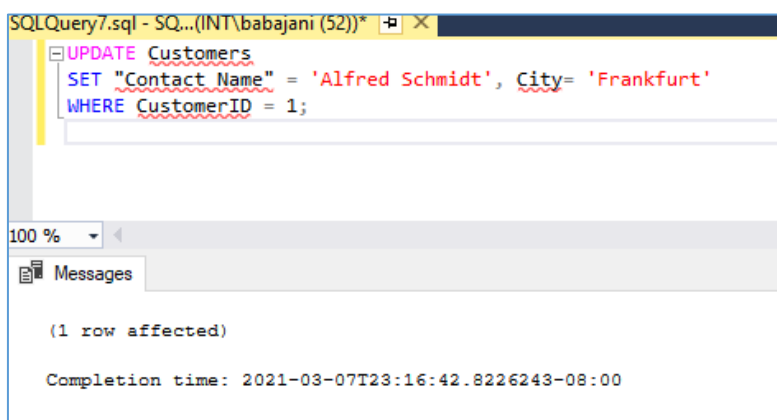 SQLQuery7.sql - SQ...(INT\babajani (52))*
UPDATE Customers
SET "Contact Name" = 'Alfred Schmidt', City= 'Frankfurt'
WHERE CustomerID = 1;
100 %
Messages
(1 row affected)
Completion time: 2021-03-07T23:16:42.8226243-08:00